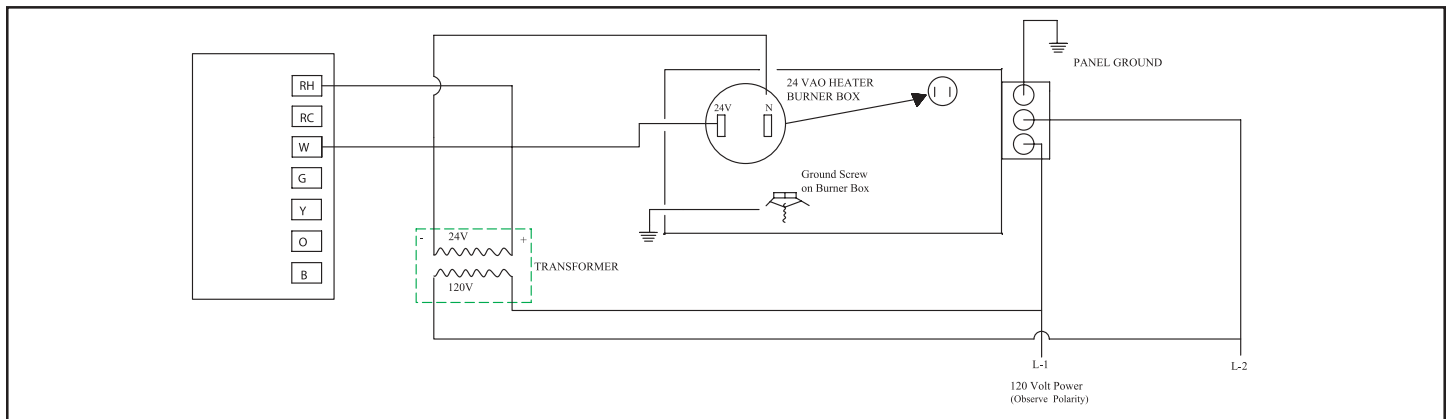 RH
RC
W
G
Y
O
B
24V
N
24 VAO HEATER
BURNER BOX
PANEL GROUND
Ground Screw
on Burner Box
-
24V
+
TRANSFORMER
120V
L-1
L-2
120 Volt Power
(Observe Polarity)